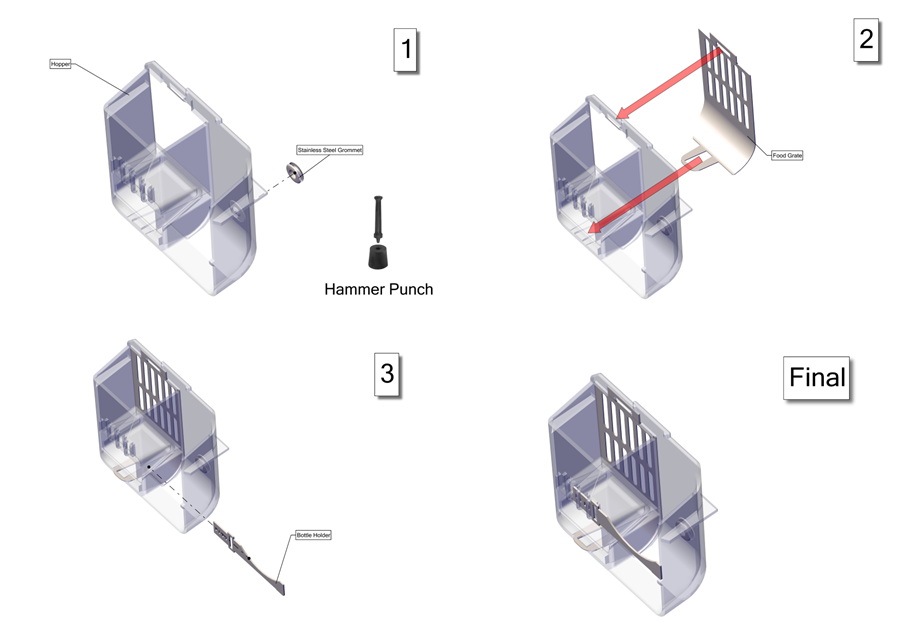 1
Hopper
Stainless Steel Grommet
Hammer Punch
2
Food Grate
3
Bottle Holder
Final